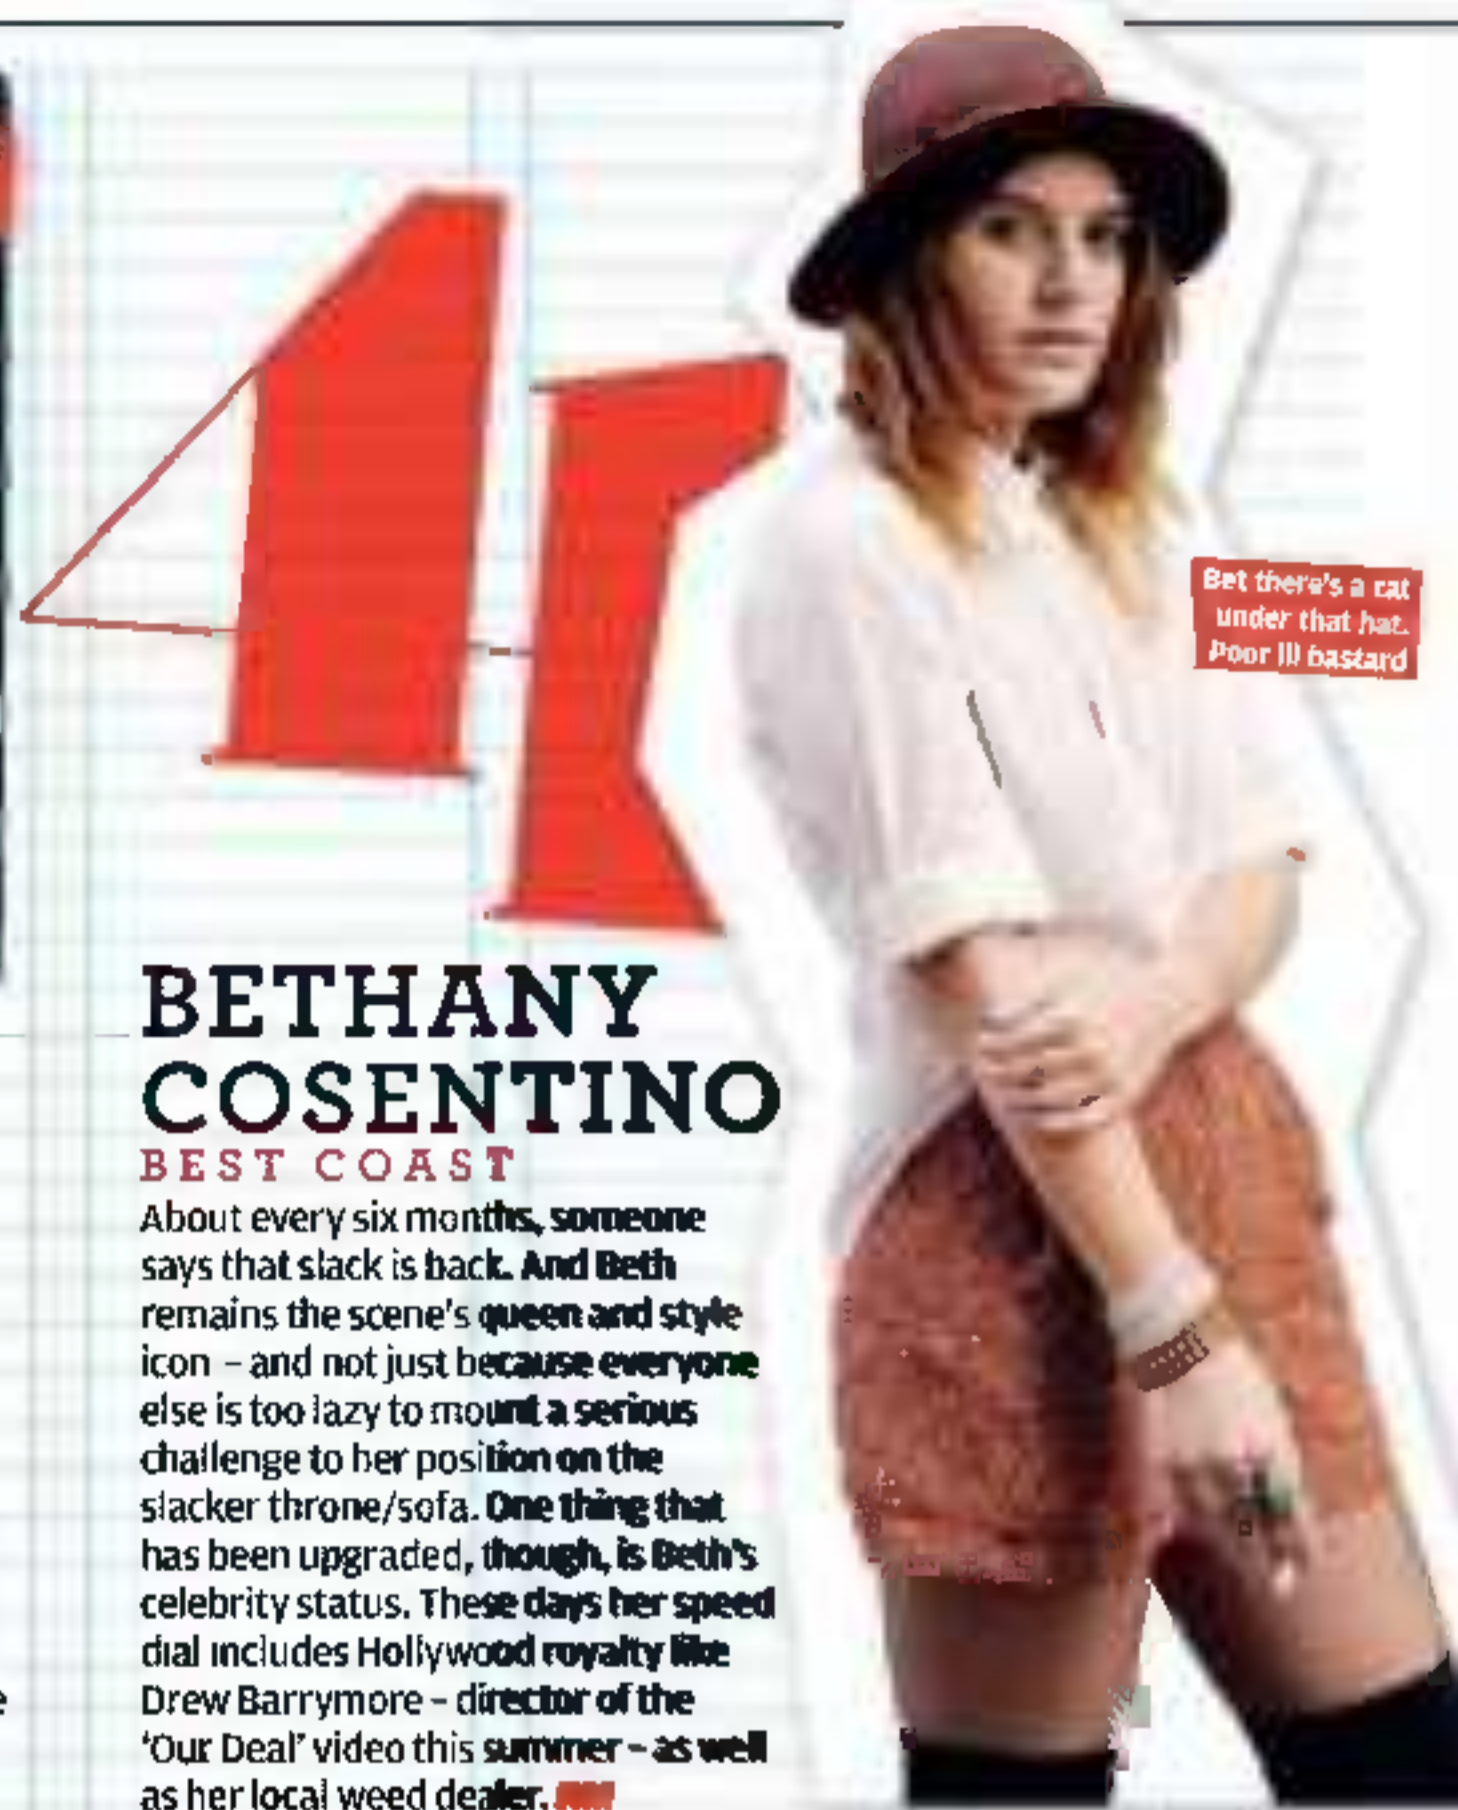 BETHANY
COSENTINO
BEST COAST
About every six months, someone
says that slack is back. And Beth
remains the scene's queen and style
icon – and not just because everyone
else is too lazy to mount a serious
challenge to her position on the
slacker throne/sofa. One thing that
has been upgraded, though, is Beth's
celebrity status. These days her speed
dial includes Hollywood royalty like
Drew Barrymore – director of the
'Our Deal' video this summer – as well
as her local weed dealer.
Bet there's a cat
under that hat.
Poor lil bastard